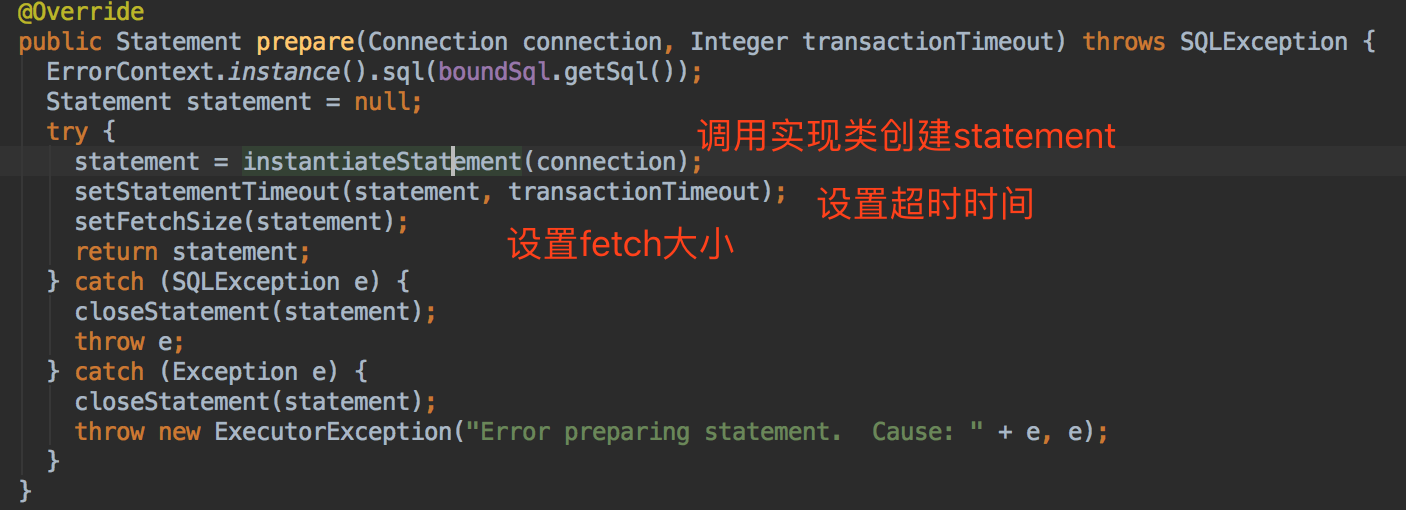 @Override
public Statement prepare(Connection connection, Integer transactionTimeout) throws SQLException {
ErrorContext.instance().sql(boundSql.getSql());
Statement statement = null;
try {
调用实现类创建statement
statement = instantiateStatement(connection);
setStatementTimeout(statement, transactionTimeout);
设置超时时间
setFetchSize(statement);
设置fetch大小
return statement;
} catch (SQLException e) {
closeStatement(statement);
throw e;
} catch (Exception e) {
closeStatement(statement);
throw new ExecutorException("Error preparing statement.  Cause: " + e, e);
}
}